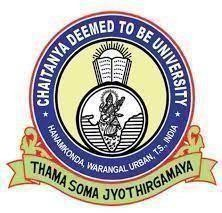 CHAITANYA DEEMED TO BE UNIVERSITY
HANAMKONDA, WARANGAL URBAN, T.S., INDIA
THAMA SOMA JYOTHIRGAMAYA